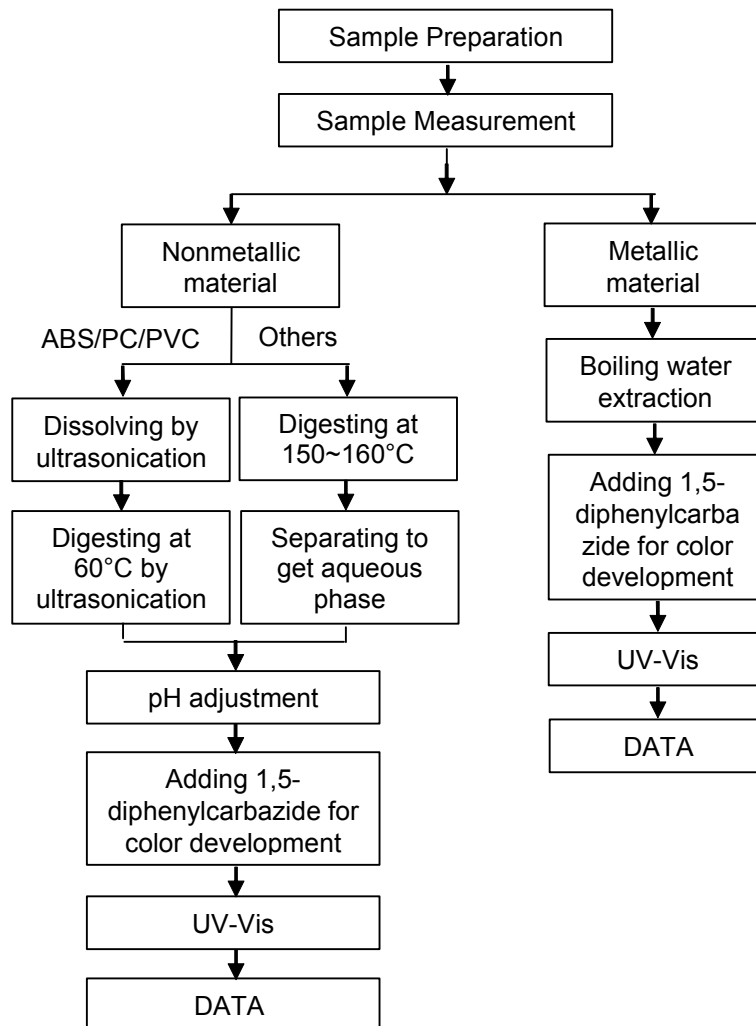 Sample Preparation
Sample Measurement
Nonmetallic
material
Metallic
material
ABS/PC/PVC
Others
Boiling water
extraction
Dissolving by
ultrasonication
Digesting at
150~160°C
Adding 1,5-
diphenylcarba
zide for color
development
Digesting at
60°C by
ultrasonication
Separating to
get aqueous
phase
UV-Vis
pH adjustment
DATA
Adding 1,5-
diphenylcarbazide for
color development
UV-Vis
DATA